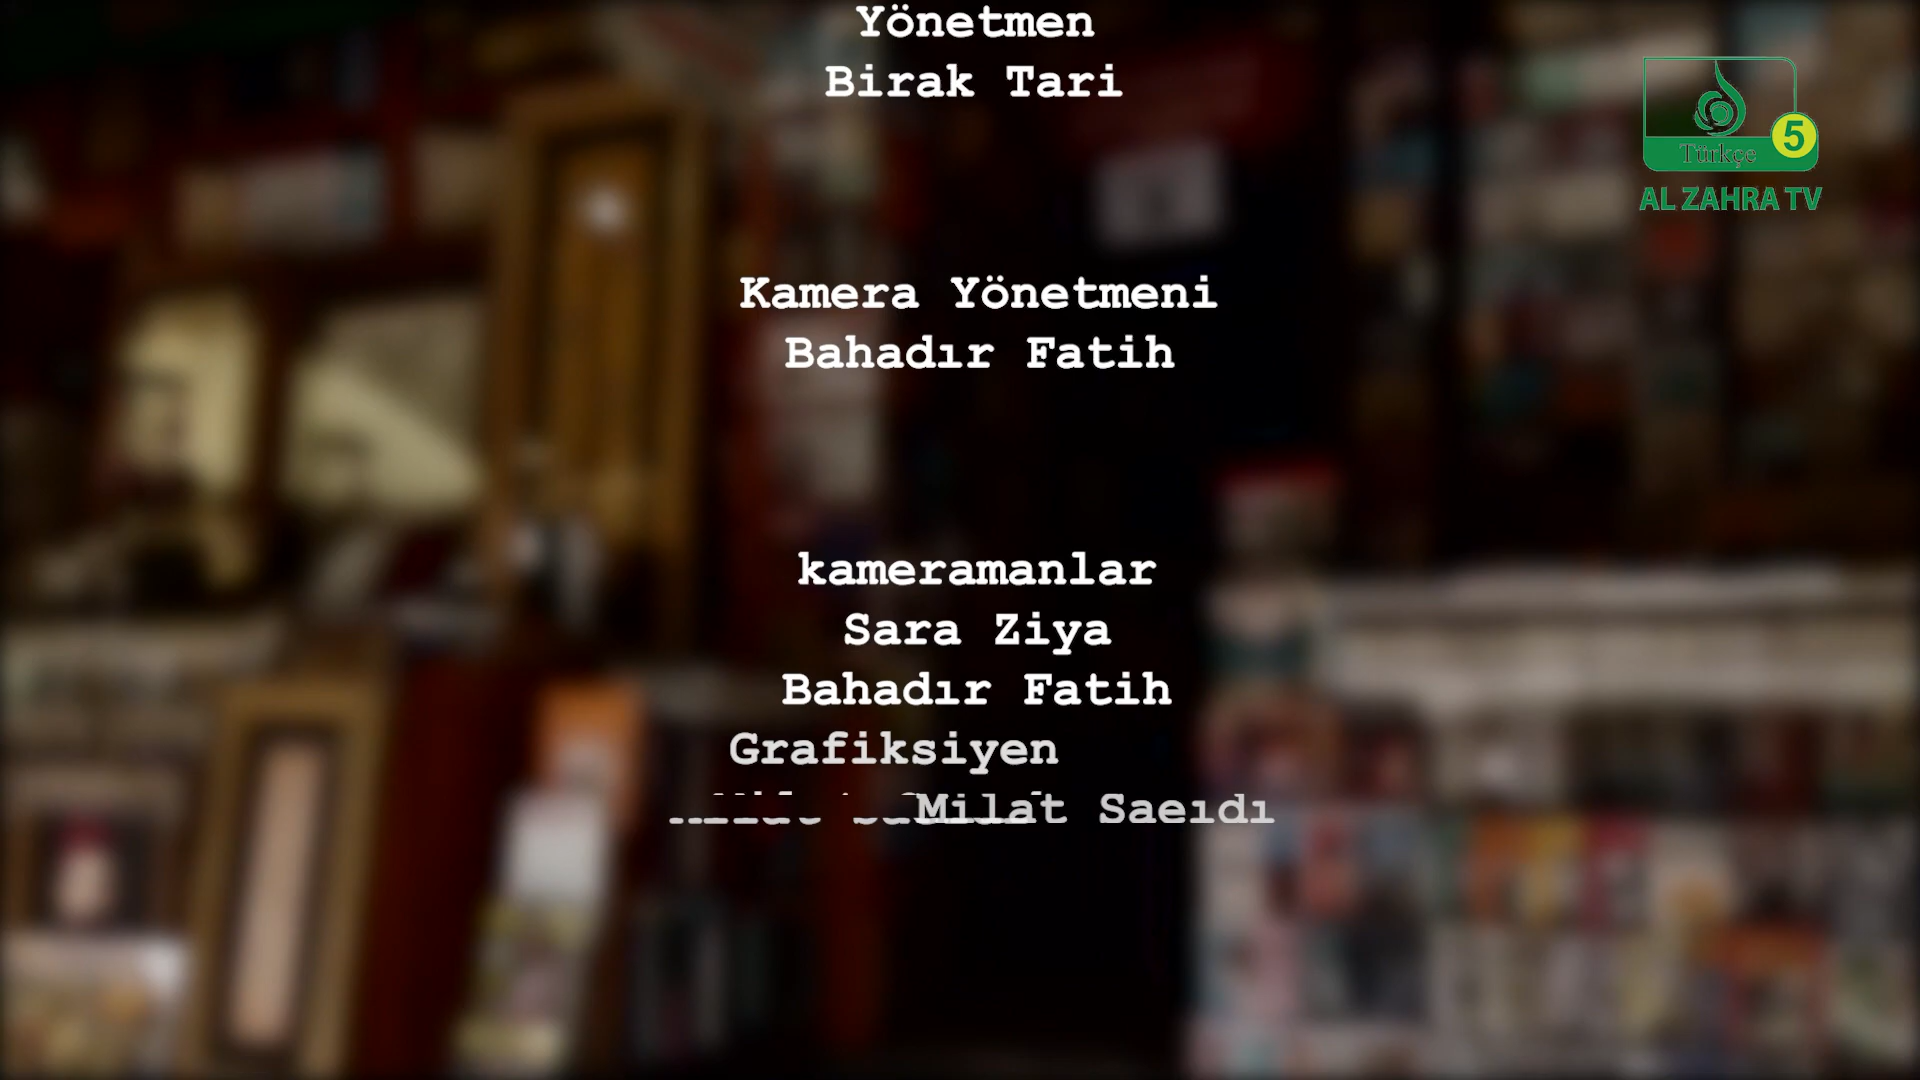 Yönetmen
Birak Tari
Türkçe 5
AL ZAHRA TV
Kamera Yönetmeni
Bahadır Fatih
kameramanlar
Sara Ziya
Bahadır Fatih
Grafiksiyen
Milat Saeıdı